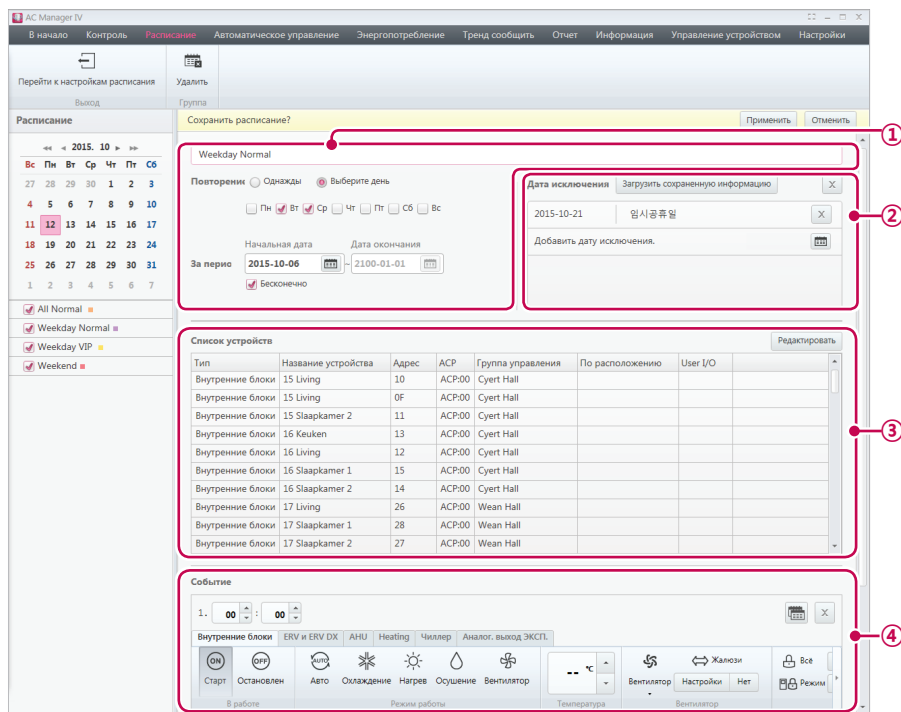 AC Manager IV
В начало Контроль Расписание Автоматическое управление Энергопотребление Тренд сообщить Отчет Информация Управление устройством Настройки
Перейти к настройкам расписания Удалить
Выход Группа
Расписание
Сохранить расписание? Применить Отменить
2015. 10
Вс Пн Вт Ср Чт Пт Сб
27 28 29 30 1 2 3
4 5 6 7 8 9 10
11 12 13 14 15 16 17
18 19 20 21 22 23 24
25 26 27 28 29 30 31
1 2 3 4 5 6 7
All Normal
Weekday Normal
Weekday VIP
Weekend
Weekday Normal
Повторение Однажды Выберите день
Пн Вт Ср Чт Пт Сб Вс
Начальная дата Дата окончания
За перио 2015-10-06 ~ 2100-01-01
Бесконечно
1
Дата исключения Загрузить сохраненную информацию X
2015-10-21 임시공휴일 X
Добавить дату исключения.
2
Список устройств Редактировать
Тип Название устройства Адрес ACP Группа управления По расположению User I/O
Внутренние блоки 15 Living 10 ACP:00 Cyert Hall
Внутренние блоки 15 Living 0F ACP:00 Cyert Hall
Внутренние блоки 15 Slaapkamer 2 11 ACP:00 Cyert Hall
Внутренние блоки 16 Keuken 13 ACP:00 Cyert Hall
Внутренние блоки 16 Living 12 ACP:00 Cyert Hall
Внутренние блоки 16 Slaapkamer 1 15 ACP:00 Cyert Hall
Внутренние блоки 16 Slaapkamer 2 14 ACP:00 Cyert Hall
Внутренние блоки 17 Living 26 ACP:00 Wean Hall
Внутренние блоки 17 Slaapkamer 1 28 ACP:00 Wean Hall
Внутренние блоки 17 Slaapkamer 2 27 ACP:00 Wean Hall
3
Событие
1. 00 : 00 X
Внутренние блоки ERV и ERV DX AHU Heating Чиллер Аналог. выход ЭКСП.
4
ON OFF AUTO -- °C Жалюзи Всё
Старт Остановлен Авто Охлаждение Нагрев Осушение Вентилятор Вентилятор Настройки Нет Режим
В работе Режим работы Температура Вентилятор